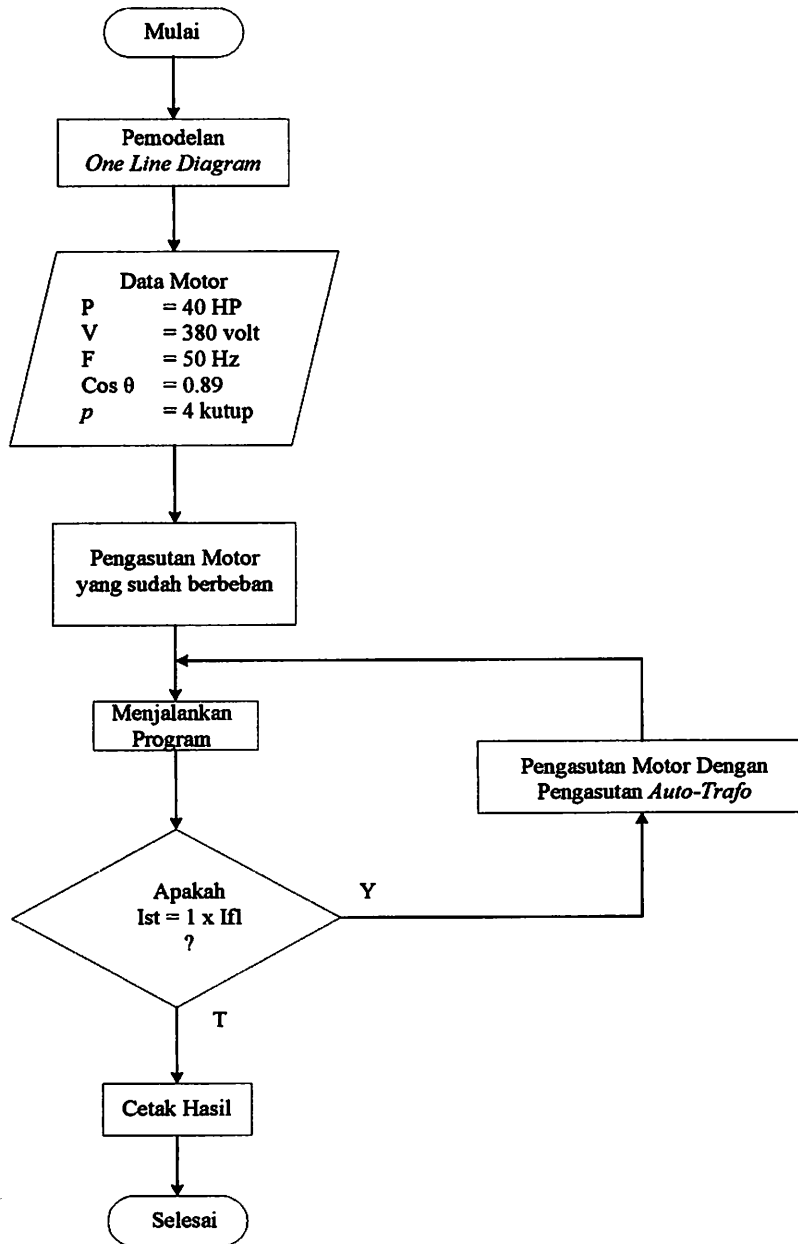 Mulai
Pemodelan
One Line Diagram
Data Motor
P = 40 HP
V = 380 volt
F = 50 Hz
Cos θ = 0.89
p = 4 kutup
Pengasutan Motor
yang sudah berbeban
Menjalankan
Program
Pengasutan Motor Dengan
Pengasutan Auto-Trafo
Apakah
Ist = 1 x Ifl
?
Y
T
Cetak Hasil
Selesai